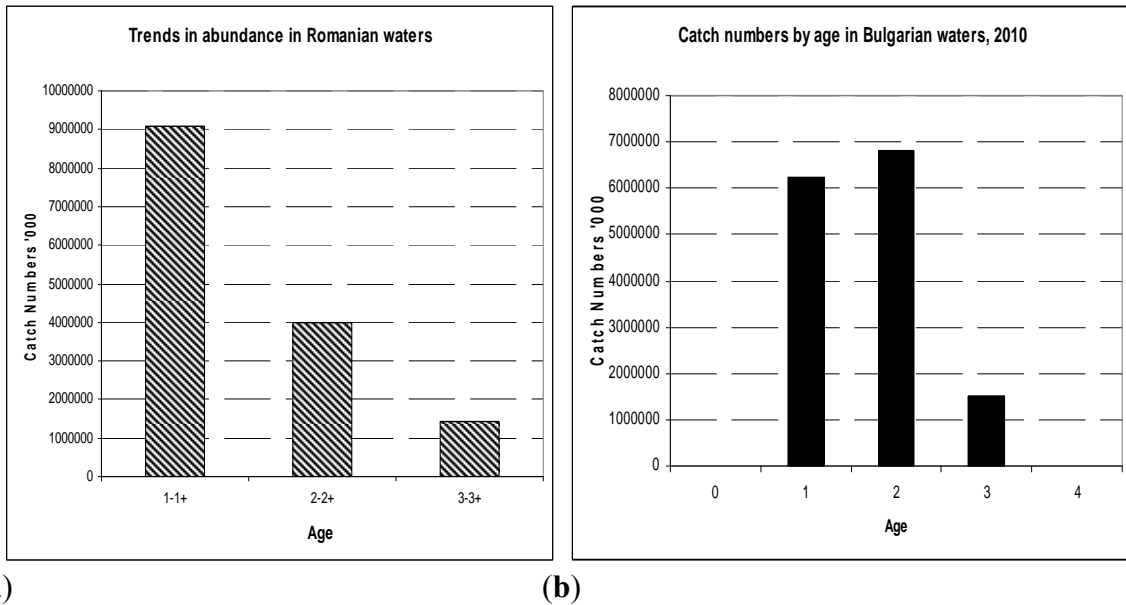 Trends in abundance in Romanian waters
Catch Numbers '000
10000000
9000000
8000000
7000000
6000000
5000000
4000000
3000000
2000000
1000000
0
1-1+ 2-2+ 3-3+
Age
Catch numbers by age in Bulgarian waters, 2010
Catch Numbers '000
8000000
7000000
6000000
5000000
4000000
3000000
2000000
1000000
0
0 1 2 3 4
Age
)
(b)